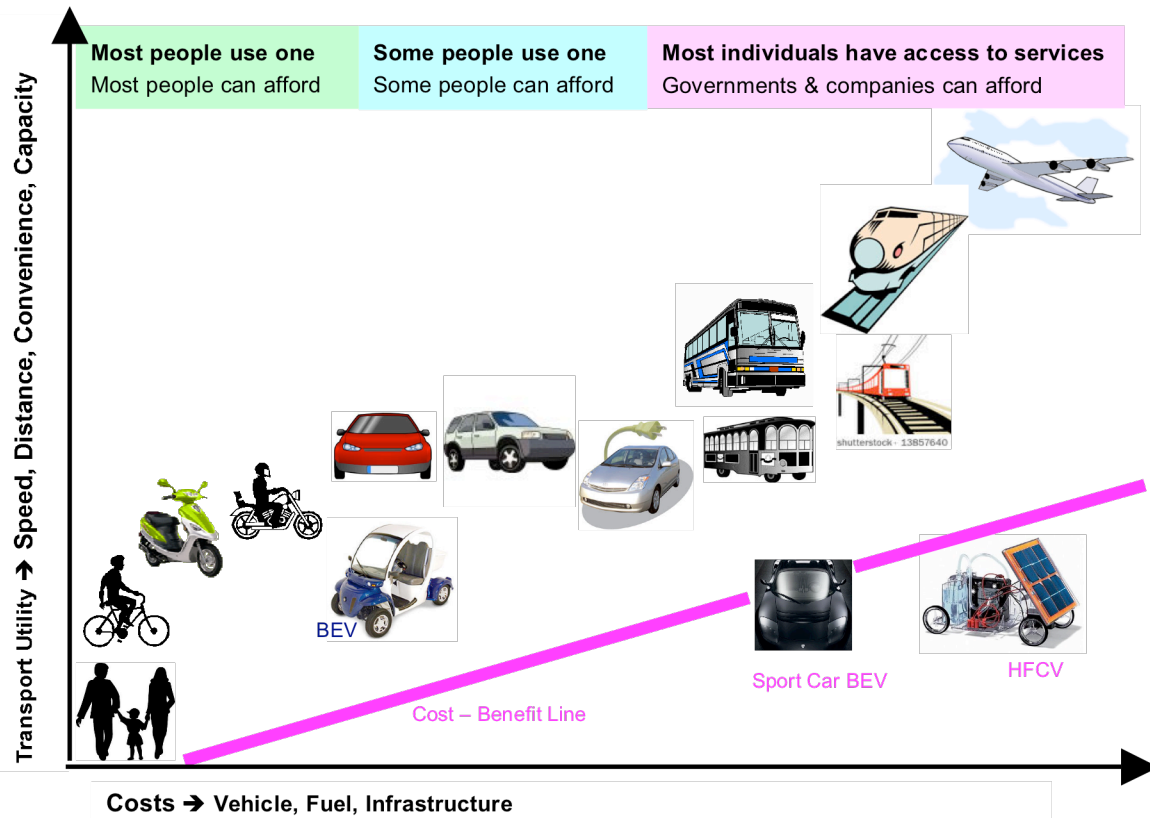 Most people use one
Most people can afford
Some people use one
Some people can afford
Most individuals have access to services
Governments & companies can afford
Transport Utility ➔ Speed, Distance, Convenience, Capacity
shutterstock · 13857640
BEV
Sport Car BEV
HFCV
Cost – Benefit Line
Costs ➔ Vehicle, Fuel, Infrastructure